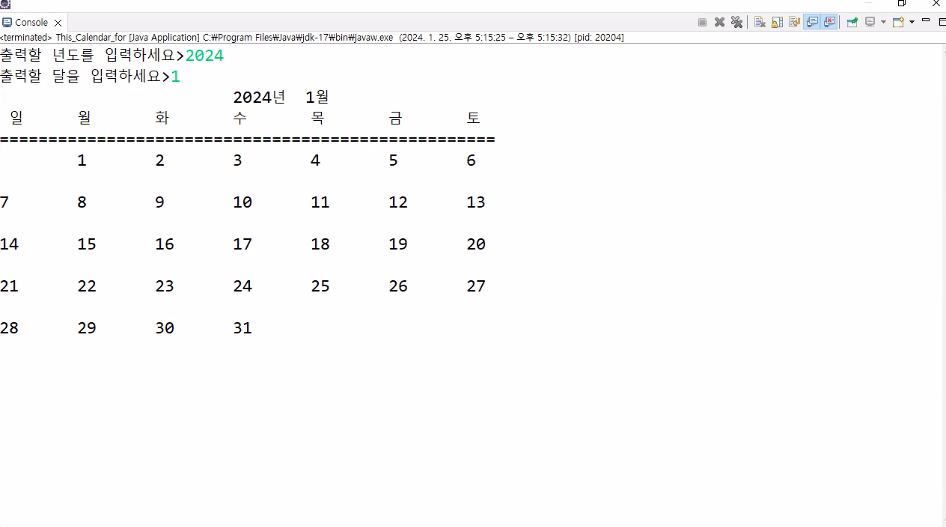 Console
<terminated> This_Calendar_for [Java Application] C:₩Program Files₩Java₩jdk-17₩bin₩javaw.exe (2024. 1. 25. 오후 5:15:25 – 오후 5:15:32) [pid: 20204]
출력할 년도를 입력하세요>2024
출력할 달을 입력하세요>1
2024년 1월
일 월 화 수 목 금 토
===================================================
1 2 3 4 5 6
7 8 9 10 11 12 13
14 15 16 17 18 19 20
21 22 23 24 25 26 27
28 29 30 31